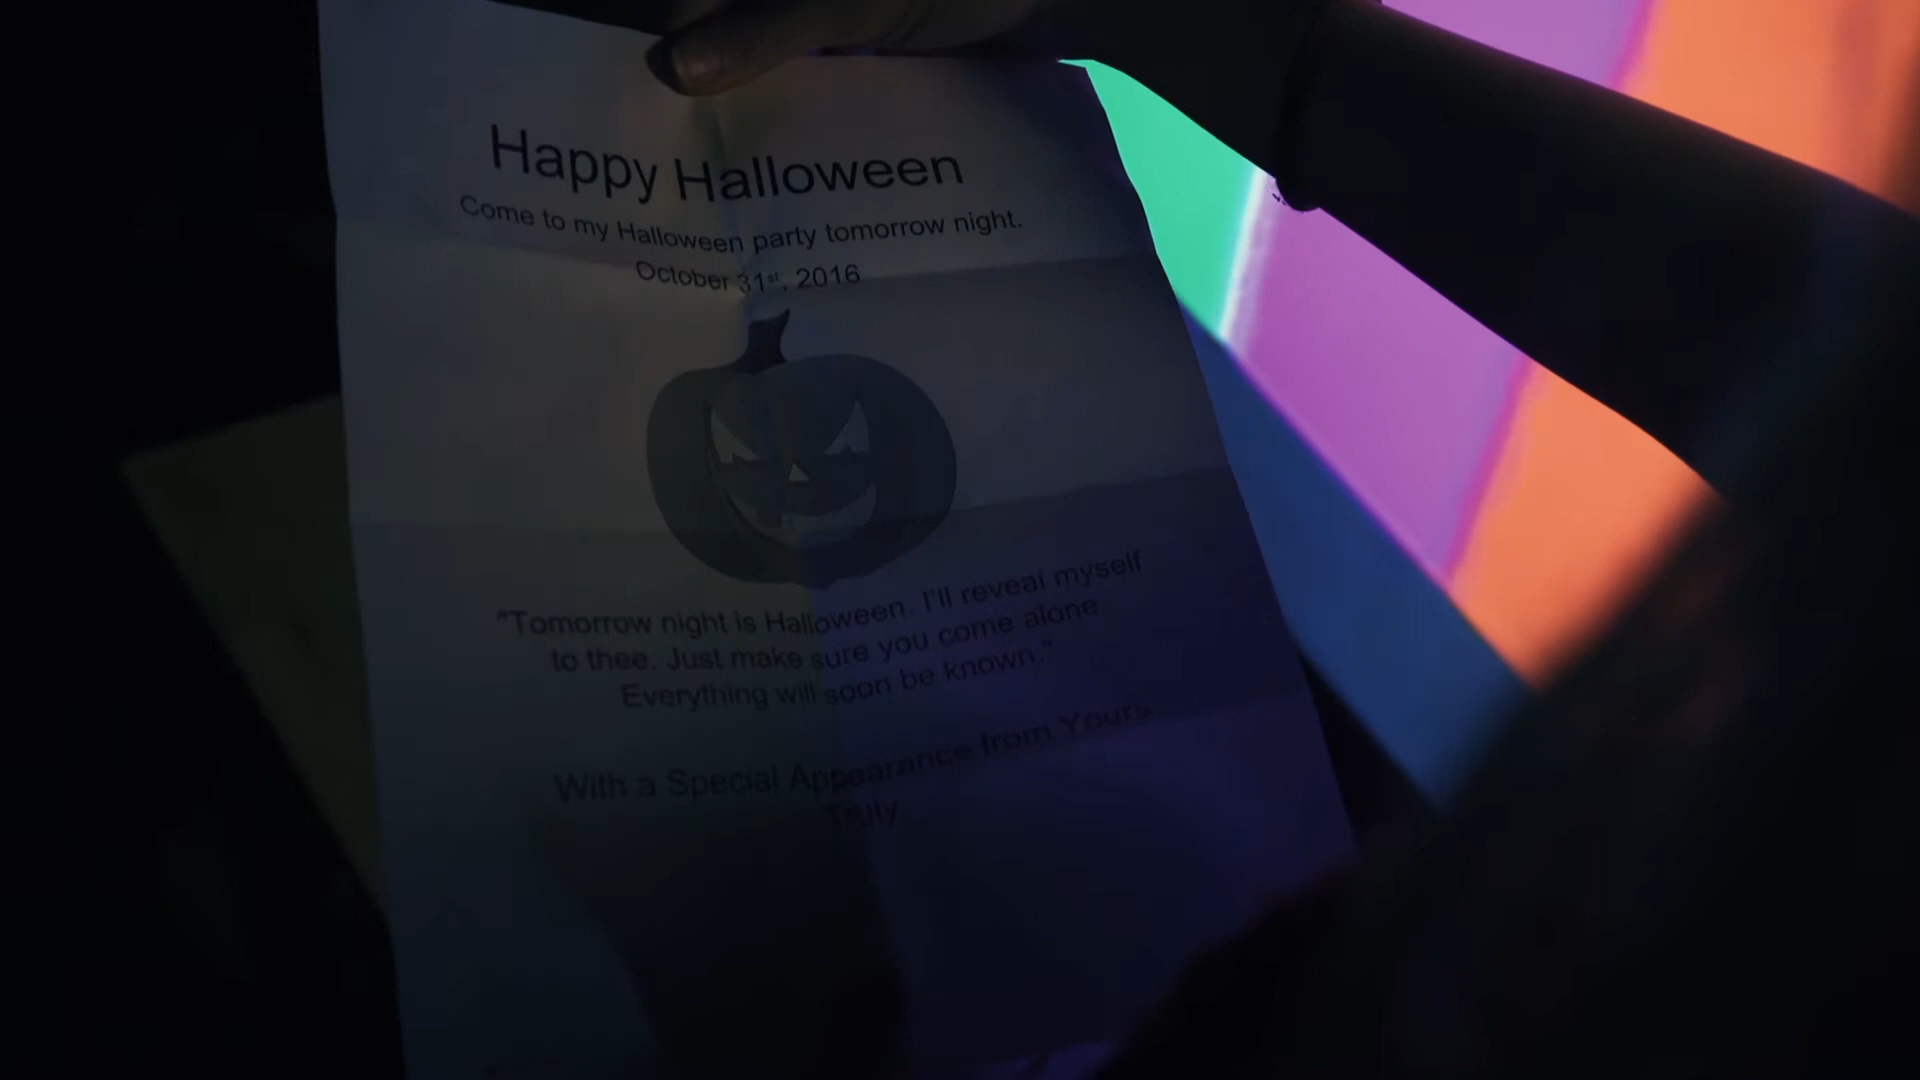 Happy Halloween
Come to my Halloween party tomorrow night.
October 31st, 2016
"Tomorrow night is Halloween. I'll reveal myself
to thee. Just make sure you come alone
Everything will soon be known."
With a Special Appearance from Yours
Truly